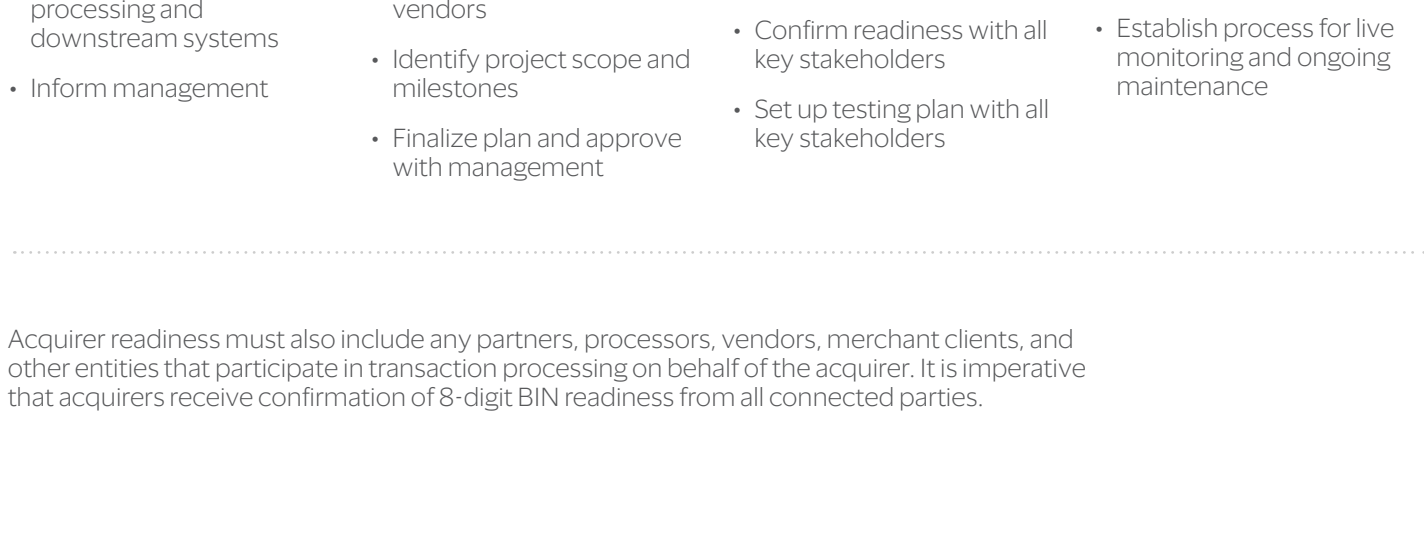 processing and
downstream systems
• Inform management
vendors
• Identify project scope and
milestones
• Finalize plan and approve
with management
• Confirm readiness with all
key stakeholders
• Set up testing plan with all
key stakeholders
• Establish process for live
monitoring and ongoing
maintenance
Acquirer readiness must also include any partners, processors, vendors, merchant clients, and
other entities that participate in transaction processing on behalf of the acquirer. It is imperative
that acquirers receive confirmation of 8-digit BIN readiness from all connected parties.